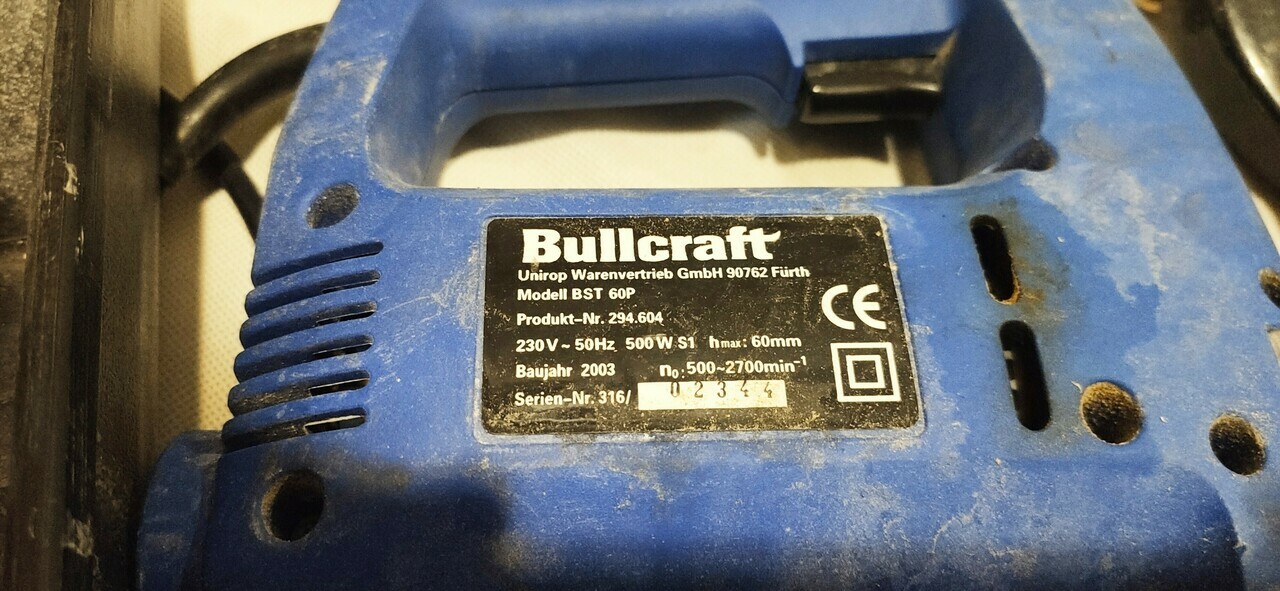 Bullcraft
Unirop Warenvertrieb GmbH 90762 Fürth
Modell BST 60P
Produkt-Nr. 294.604
230V ~ 50Hz 500 W S1 hmax: 60mm
Baujahr 2003 n₀: 500~2700min⁻¹
Serien-Nr. 316/ 02344
CE